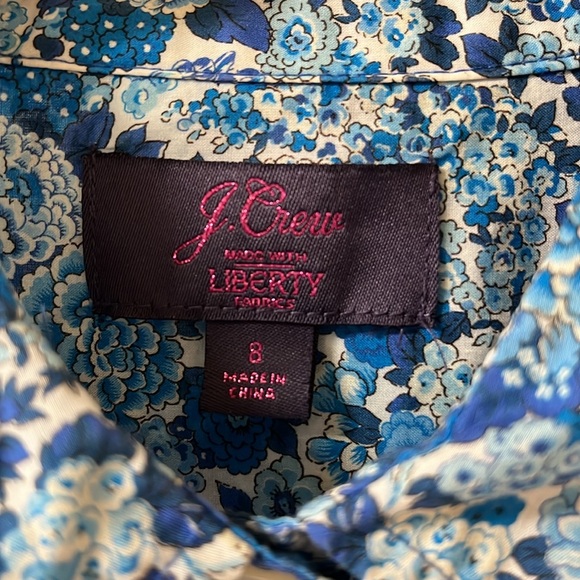 J.Crew
MADE WITH
LIBERTY
FABRICS
8
MADE IN
CHINA